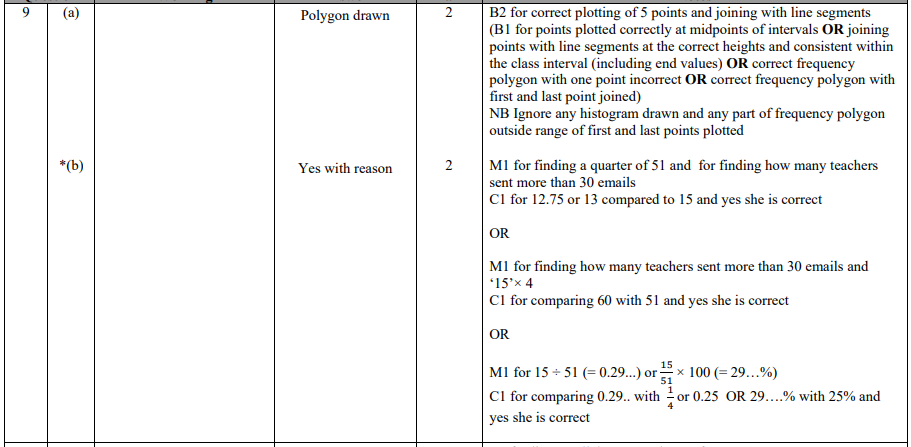 9 (a) Polygon drawn 2 B2 for correct plotting of 5 points and joining with line segments
(B1 for points plotted correctly at midpoints of intervals OR joining
points with line segments at the correct heights and consistent within
the class interval (including end values) OR correct frequency
polygon with one point incorrect OR correct frequency polygon with
first and last point joined)
NB Ignore any histogram drawn and any part of frequency polygon
outside range of first and last points plotted
*(b) Yes with reason 2 M1 for finding a quarter of 51 and for finding how many teachers
sent more than 30 emails
C1 for 12.75 or 13 compared to 15 and yes she is correct
OR
M1 for finding how many teachers sent more than 30 emails and
‘15’× 4
C1 for comparing 60 with 51 and yes she is correct
OR
M1 for 15 ÷ 51 (= 0.29...) or 15/51 × 100 (= 29…%)
C1 for comparing 0.29.. with 1/4 or 0.25 OR 29….% with 25% and
yes she is correct